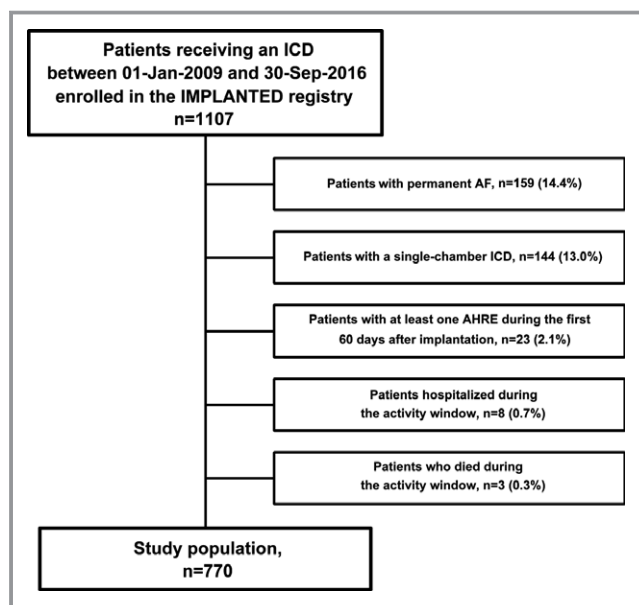 Patients receiving an ICD
between 01-Jan-2009 and 30-Sep-2016
enrolled in the IMPLANTED registry
n=1107
Patients with permanent AF, n=159 (14.4%)
Patients with a single-chamber ICD, n=144 (13.0%)
Patients with at least one AHRE during the first
60 days after implantation, n=23 (2.1%)
Patients hospitalized during
the activity window, n=8 (0.7%)
Patients who died during
the activity window, n=3 (0.3%)
Study population,
n=770